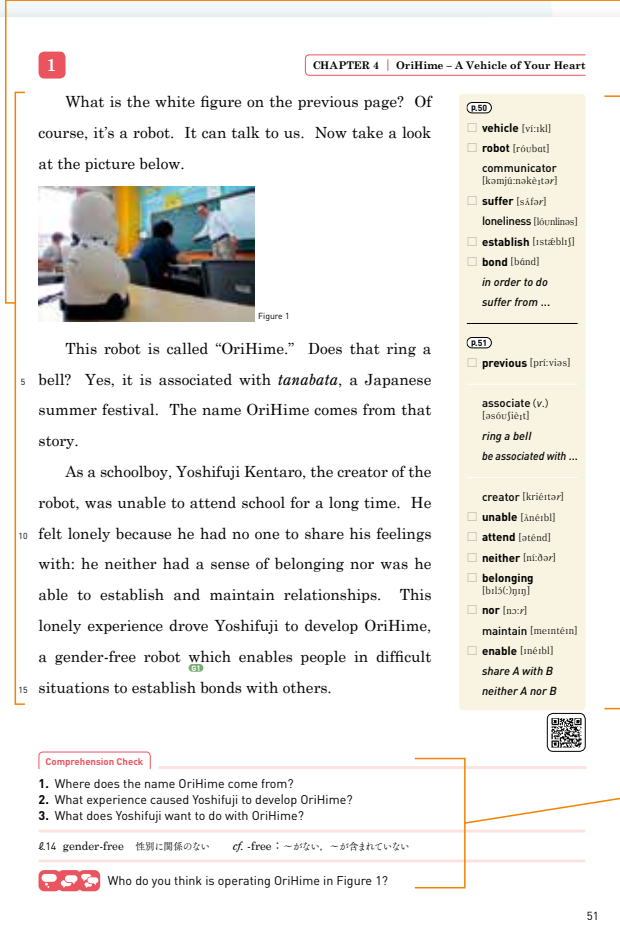 1
CHAPTER 4 | OriHime – A Vehicle of Your Heart
What is the white figure on the previous page? Of
course, it's a robot. It can talk to us. Now take a look
at the picture below.
Figure 1
This robot is called “OriHime.” Does that ring a
5 bell? Yes, it is associated with tanabata, a Japanese
summer festival. The name OriHime comes from that
story.
As a schoolboy, Yoshifuji Kentaro, the creator of the
robot, was unable to attend school for a long time. He
10 felt lonely because he had no one to share his feelings
with: he neither had a sense of belonging nor was he
able to establish and maintain relationships. This
lonely experience drove Yoshifuji to develop OriHime,
a gender-free robot which enables people in difficult
G1
15 situations to establish bonds with others.
p.50
vehicle [víːɪkl]
robot [róʊbɑt]
communicator
[kəmjúːnəkèɪtər]
suffer [sʌ́fər]
loneliness [lóʊnlinəs]
establish [ɪstǽblɪʃ]
bond [bɑ́nd]
in order to do
suffer from ...
p.51
previous [príːviəs]
associate (v.)
[əsóʊʃièɪt]
ring a bell
be associated with ...
creator [kriéɪtər]
unable [ʌnéɪbl]
attend [əténd]
neither [níːðər]
belonging
[bɪlɔ́(ː)ŋɪŋ]
nor [nɔːr]
maintain [meɪntéɪn]
enable [ɪnéɪbl]
share A with B
neither A nor B
Comprehension Check
1. Where does the name OriHime come from?
2. What experience caused Yoshifuji to develop OriHime?
3. What does Yoshifuji want to do with OriHime?
ℓ.14 gender-free 性別に関係のない cf. -free：～がない，～が含まれていない
Who do you think is operating OriHime in Figure 1?
51